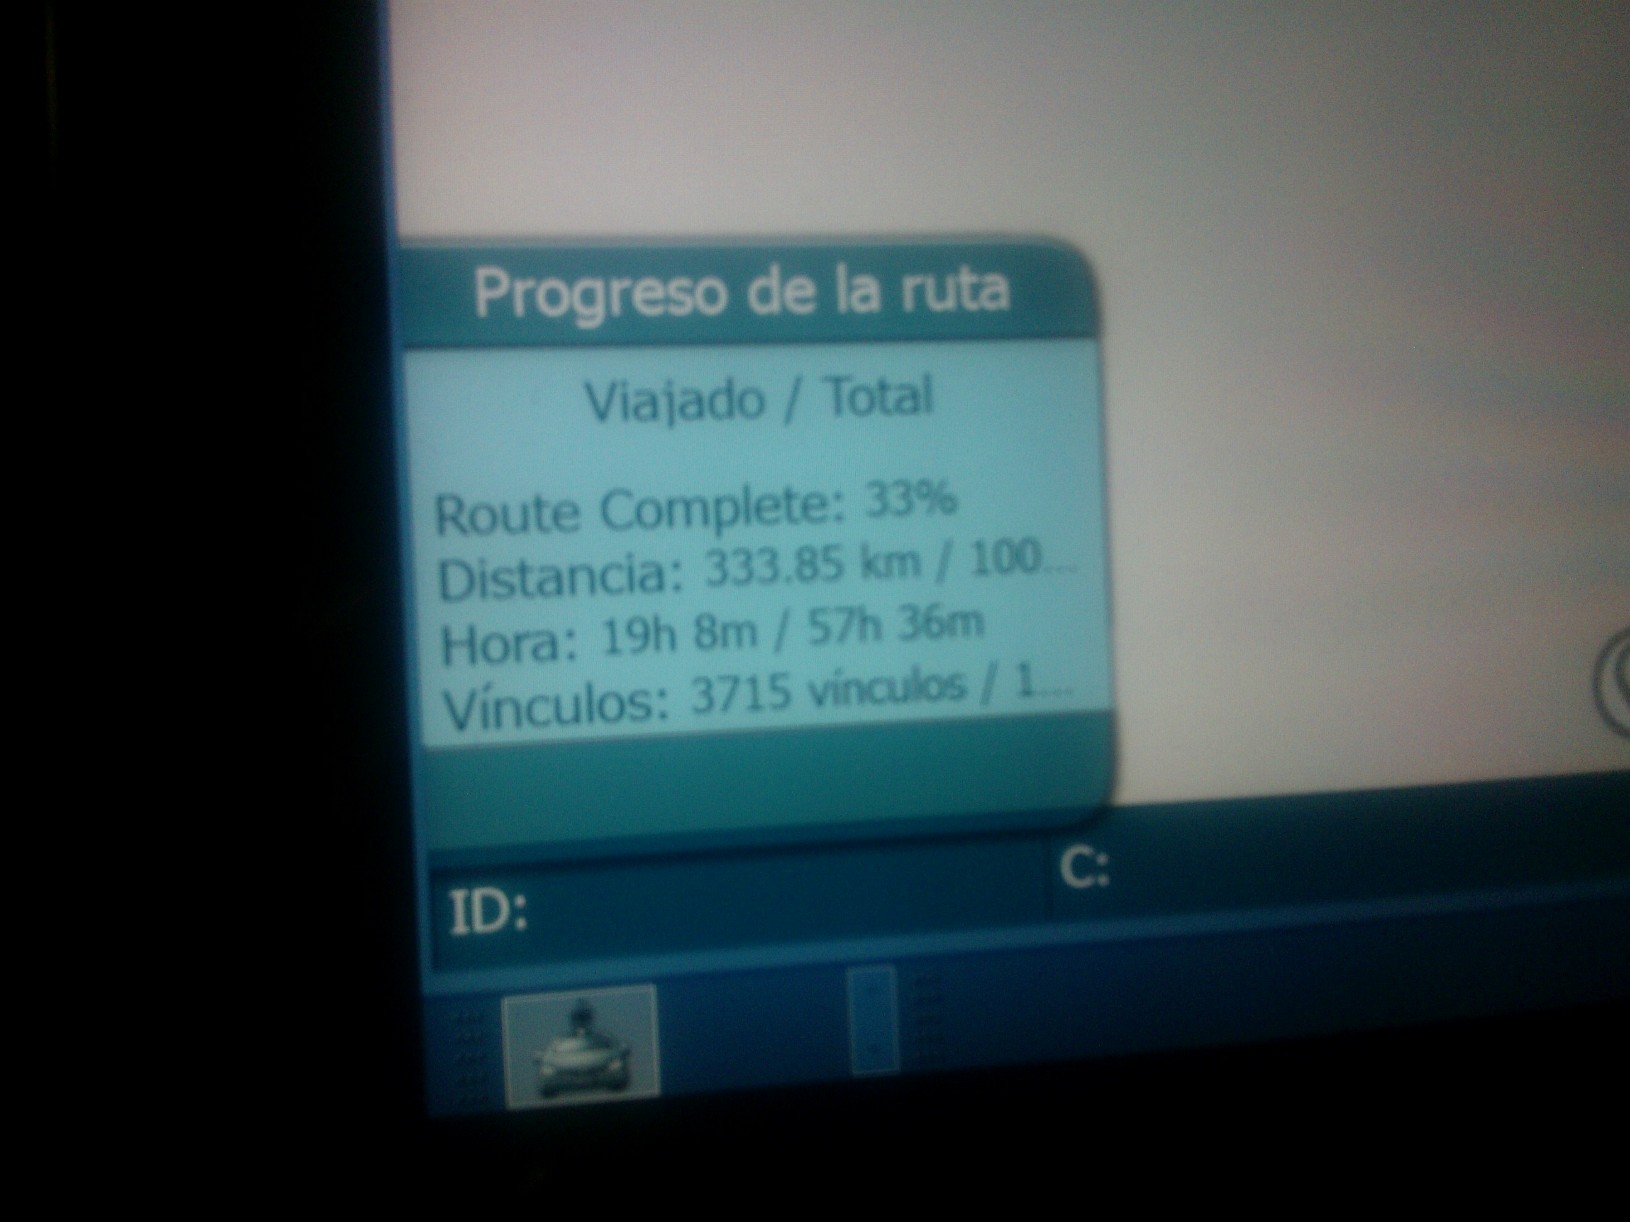 Progreso de la ruta
Viajado / Total
Route Complete: 33%
Distancia: 333.85 km / 100...
Hora: 19h 8m / 57h 36m
Vínculos: 3715 vínculos / 1...
ID:
C: